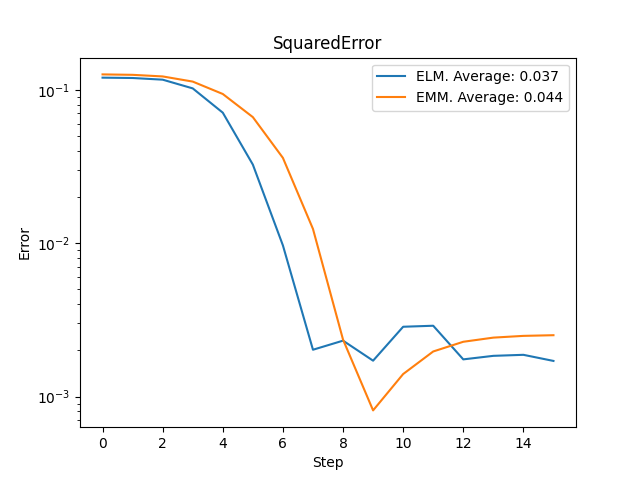 SquaredError
ELM. Average: 0.037
EMM. Average: 0.044
Error
10⁻¹
10⁻²
10⁻³
0 2 4 6 8 10 12 14
Step